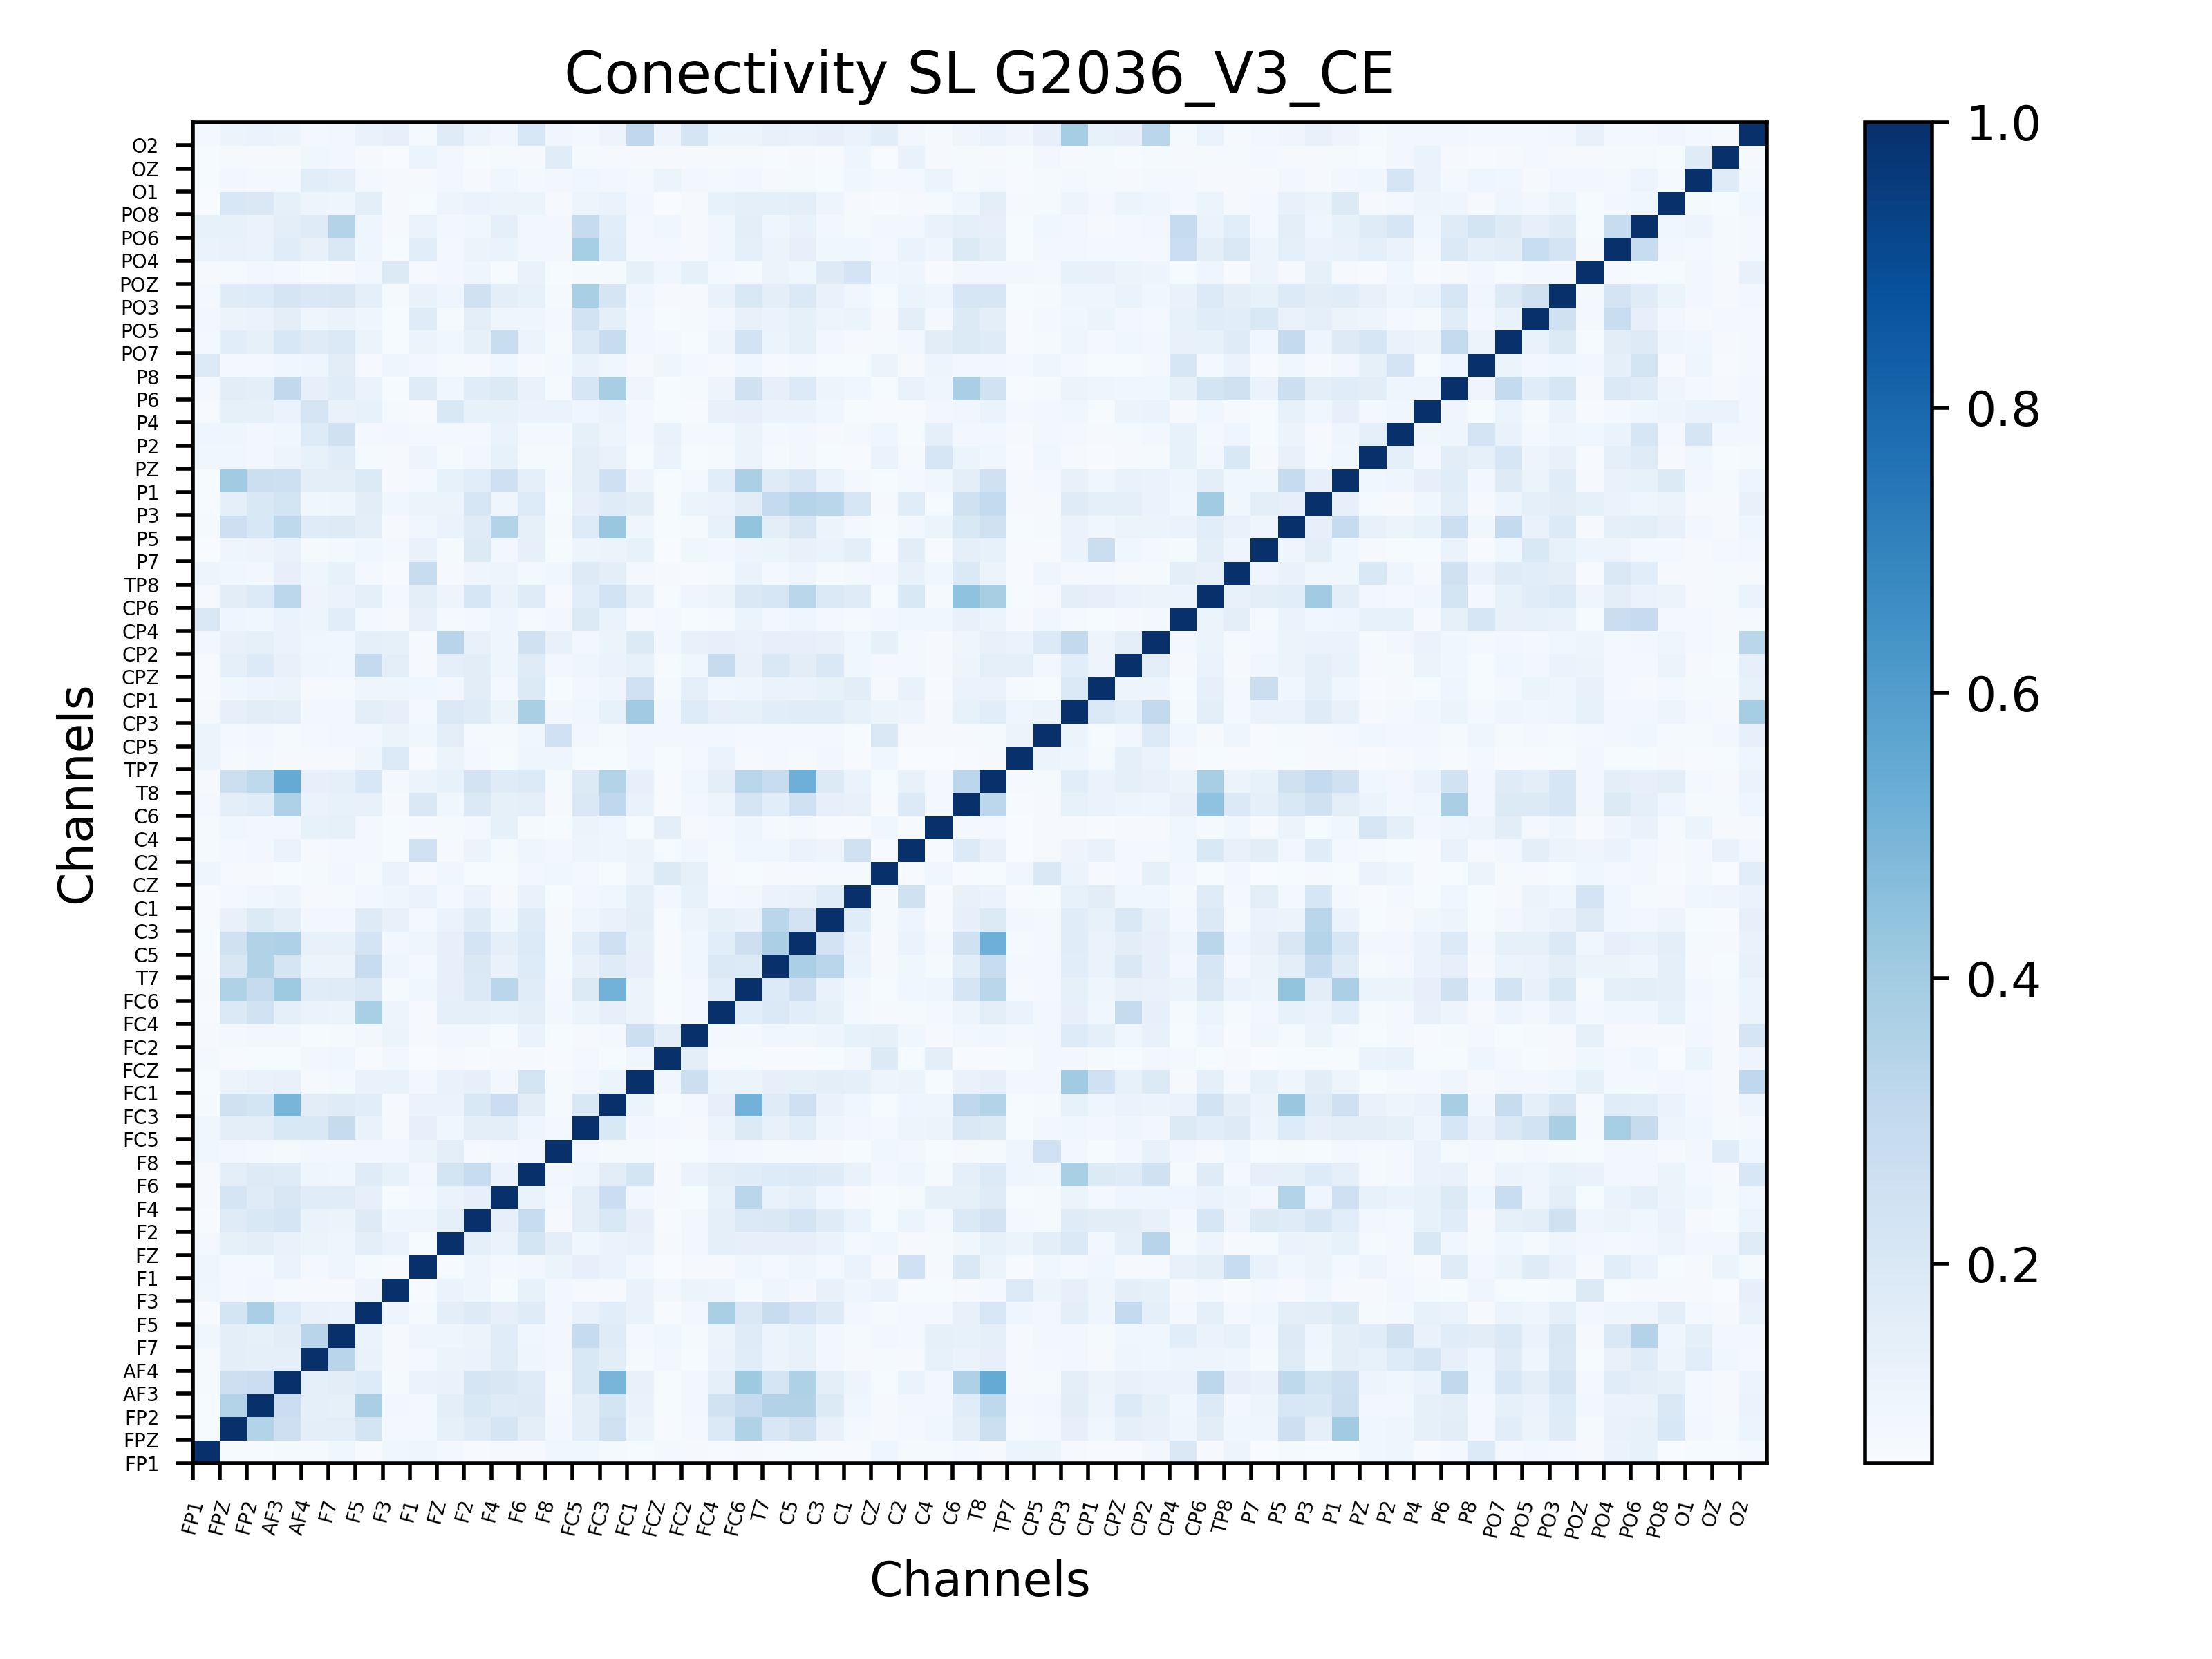 Conectivity SL G2036_V3_CE
Channels
O2
OZ
O1
PO8
PO6
PO4
POZ
PO3
PO5
PO7
P8
P6
P4
P2
PZ
P1
P3
P5
P7
TP8
CP6
CP4
CP2
CPZ
CP1
CP3
CP5
TP7
T8
C6
C4
C2
CZ
C1
C3
C5
T7
FC6
FC4
FC2
FCZ
FC1
FC3
FC5
F8
F6
F4
F2
FZ
F1
F3
F5
F7
AF4
AF3
FP2
FPZ
FP1
FP1 FPZ FP2 AF3 AF4 F7 F5 F3 F1 FZ F2 F4 F6 F8 FC5 FC3 FC1 FCZ FC2 FC4 FC6 T7 C5 C3 C1 CZ C2 C4 C6 T8 TP7 CP5 CP3 CP1 CPZ CP2 CP4 CP6 TP8 P7 P5 P3 P1 PZ P2 P4 P6 P8 PO7 PO5 PO3 POZ PO4 PO6 PO8 O1 OZ O2
Channels
1.0
0.8
0.6
0.4
0.2